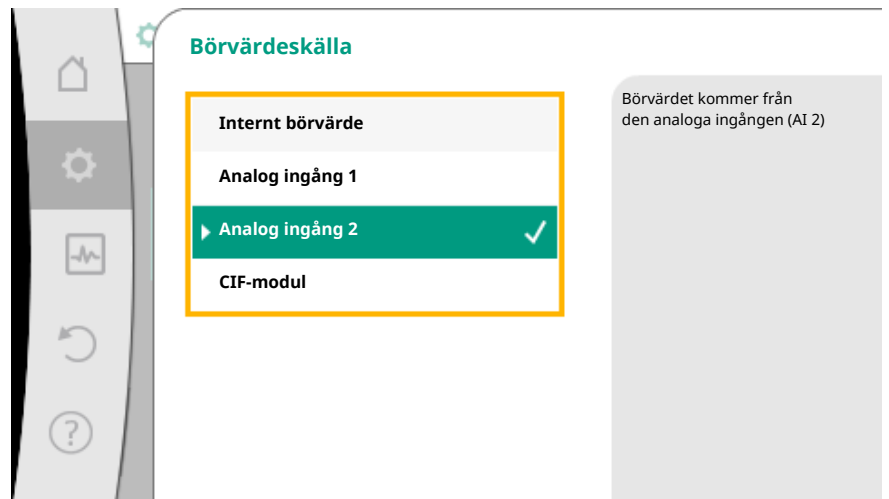 Börvärdeskälla
Internt börvärde
Analog ingång 1
Analog ingång 2
CIF-modul
Börvärdet kommer från
den analoga ingången (AI 2)
?